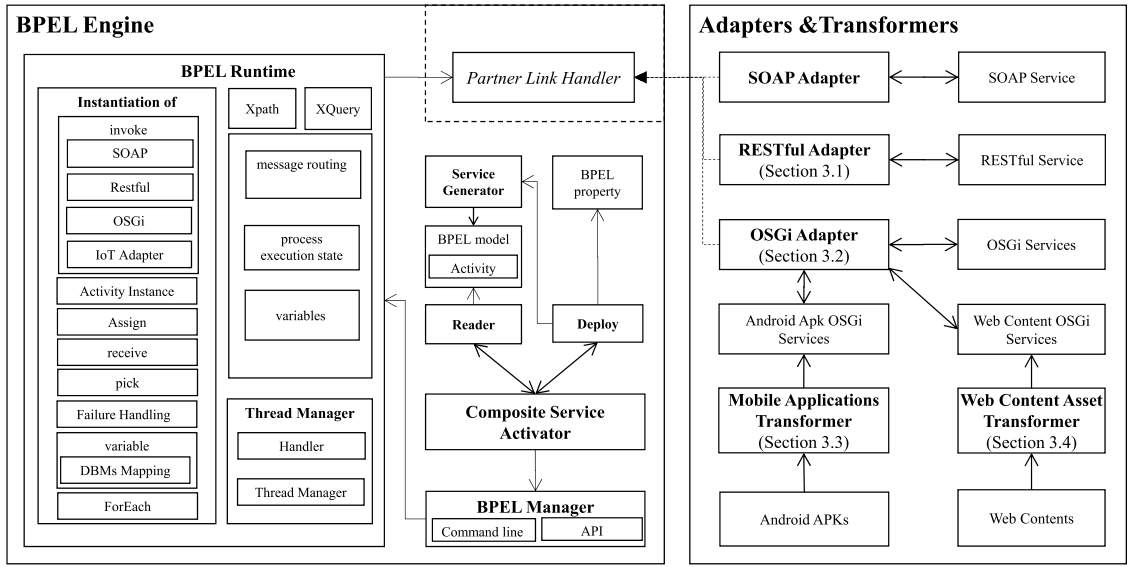 BPEL Engine
BPEL Runtime
Instantiation of
invoke
SOAP
Restful
OSGi
IoT Adapter
Activity Instance
Assign
receive
pick
Failure Handling
variable
DBMs Mapping
ForEach
Xpath
XQuery
message routing
process
execution state
variables
Thread Manager
Handler
Thread Manager
Partner Link Handler
Service
Generator
BPEL
property
BPEL model
Activity
Reader
Deploy
Composite Service
Activator
BPEL Manager
Command line
API
Adapters &Transformers
SOAP Adapter
SOAP Service
RESTful Adapter
(Section 3.1)
RESTful Service
OSGi Adapter
(Section 3.2)
OSGi Services
Android Apk OSGi
Services
Web Content OSGi
Services
Mobile Applications
Transformer
(Section 3.3)
Web Content Asset
Transformer
(Section 3.4)
Android APKs
Web Contents